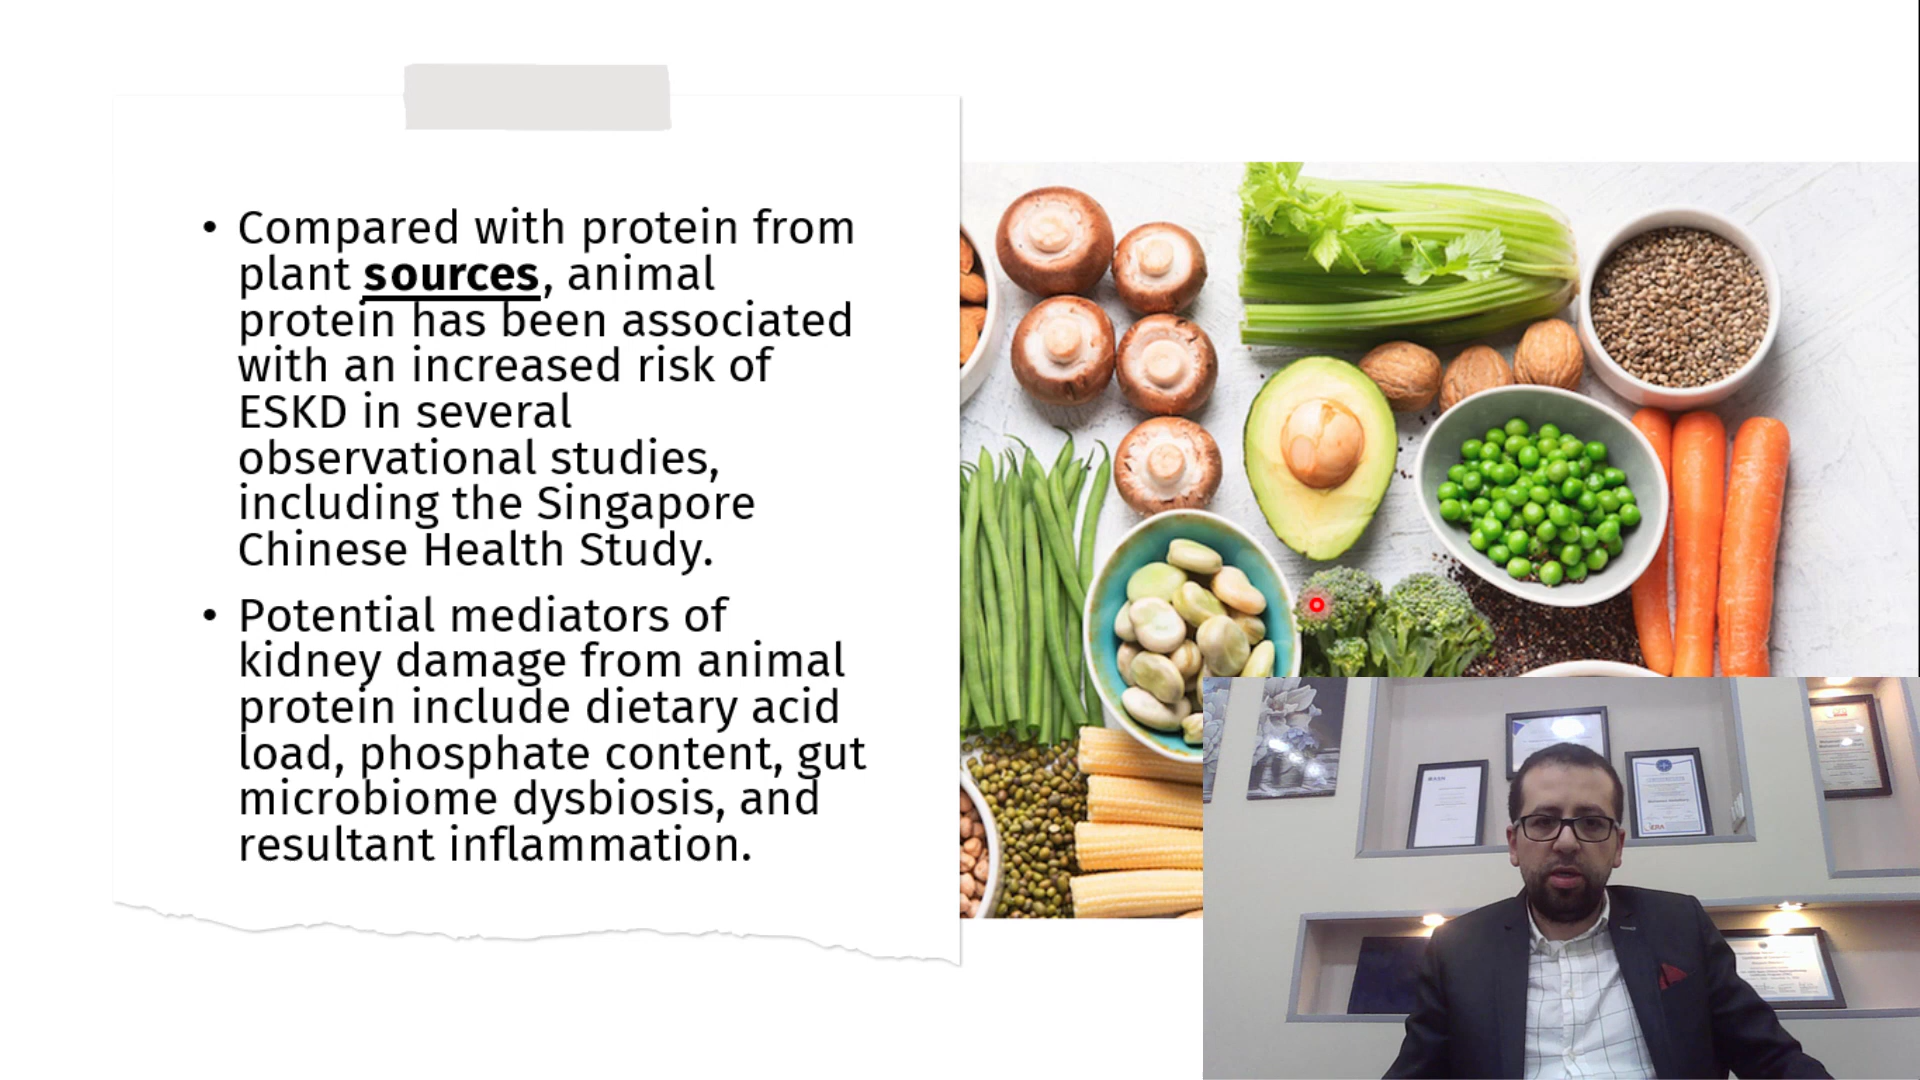 • Compared with protein from
plant sources, animal
protein has been associated
with an increased risk of
ESKD in several
observational studies,
including the Singapore
Chinese Health Study.
• Potential mediators of
kidney damage from animal
protein include dietary acid
load, phosphate content, gut
microbiome dysbiosis, and
resultant inflammation.